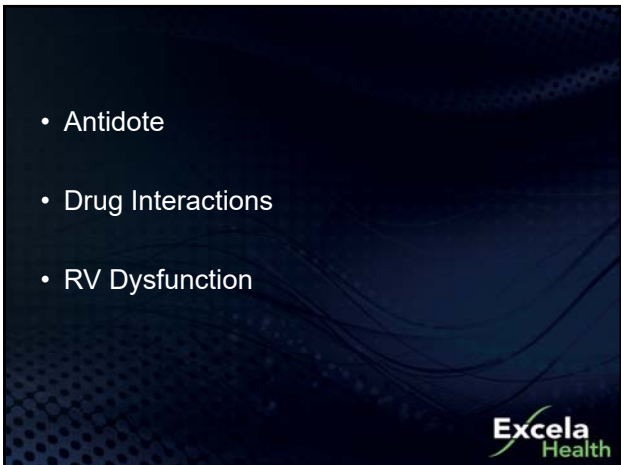 • Antidote
• Drug Interactions
• RV Dysfunction
Excela
Health